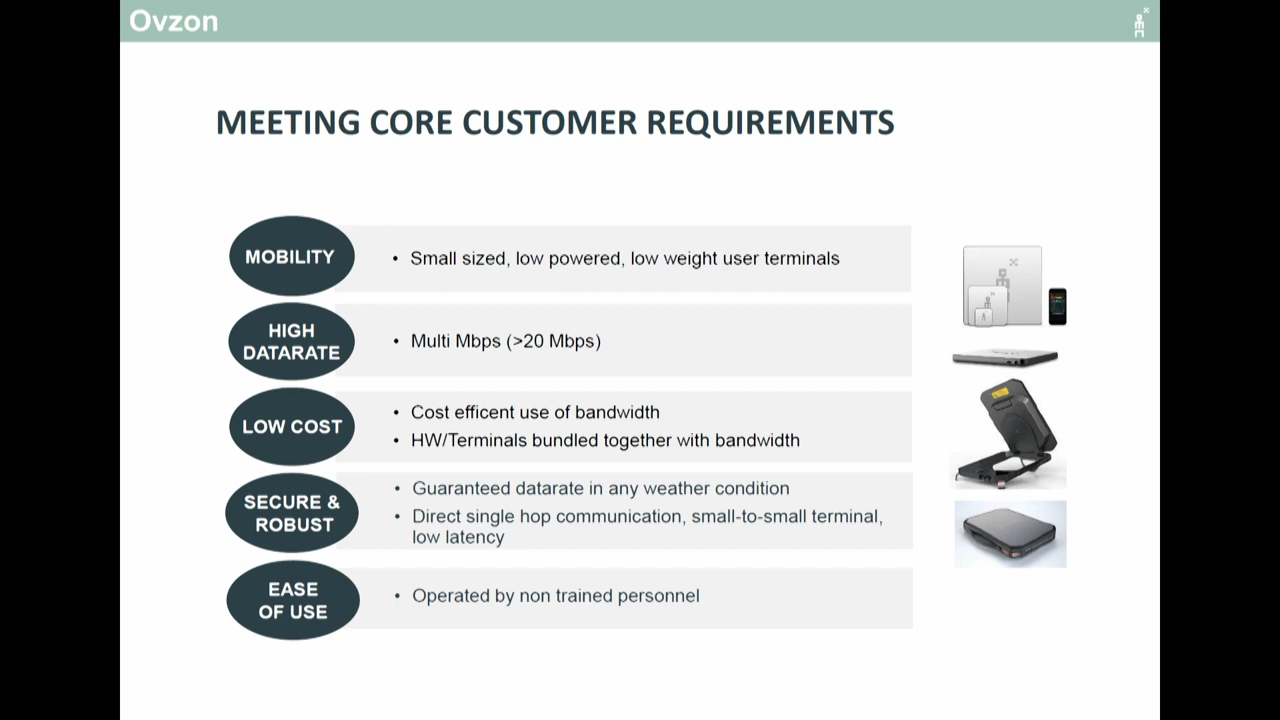 Ovzon
MEETING CORE CUSTOMER REQUIREMENTS
MOBILITY
• Small sized, low powered, low weight user terminals
HIGH
DATARATE
• Multi Mbps (>20 Mbps)
LOW COST
• Cost efficent use of bandwidth
• HW/Terminals bundled together with bandwidth
SECURE &
ROBUST
• Guaranteed datarate in any weather condition
• Direct single hop communication, small-to-small terminal,
low latency
EASE
OF USE
• Operated by non trained personnel